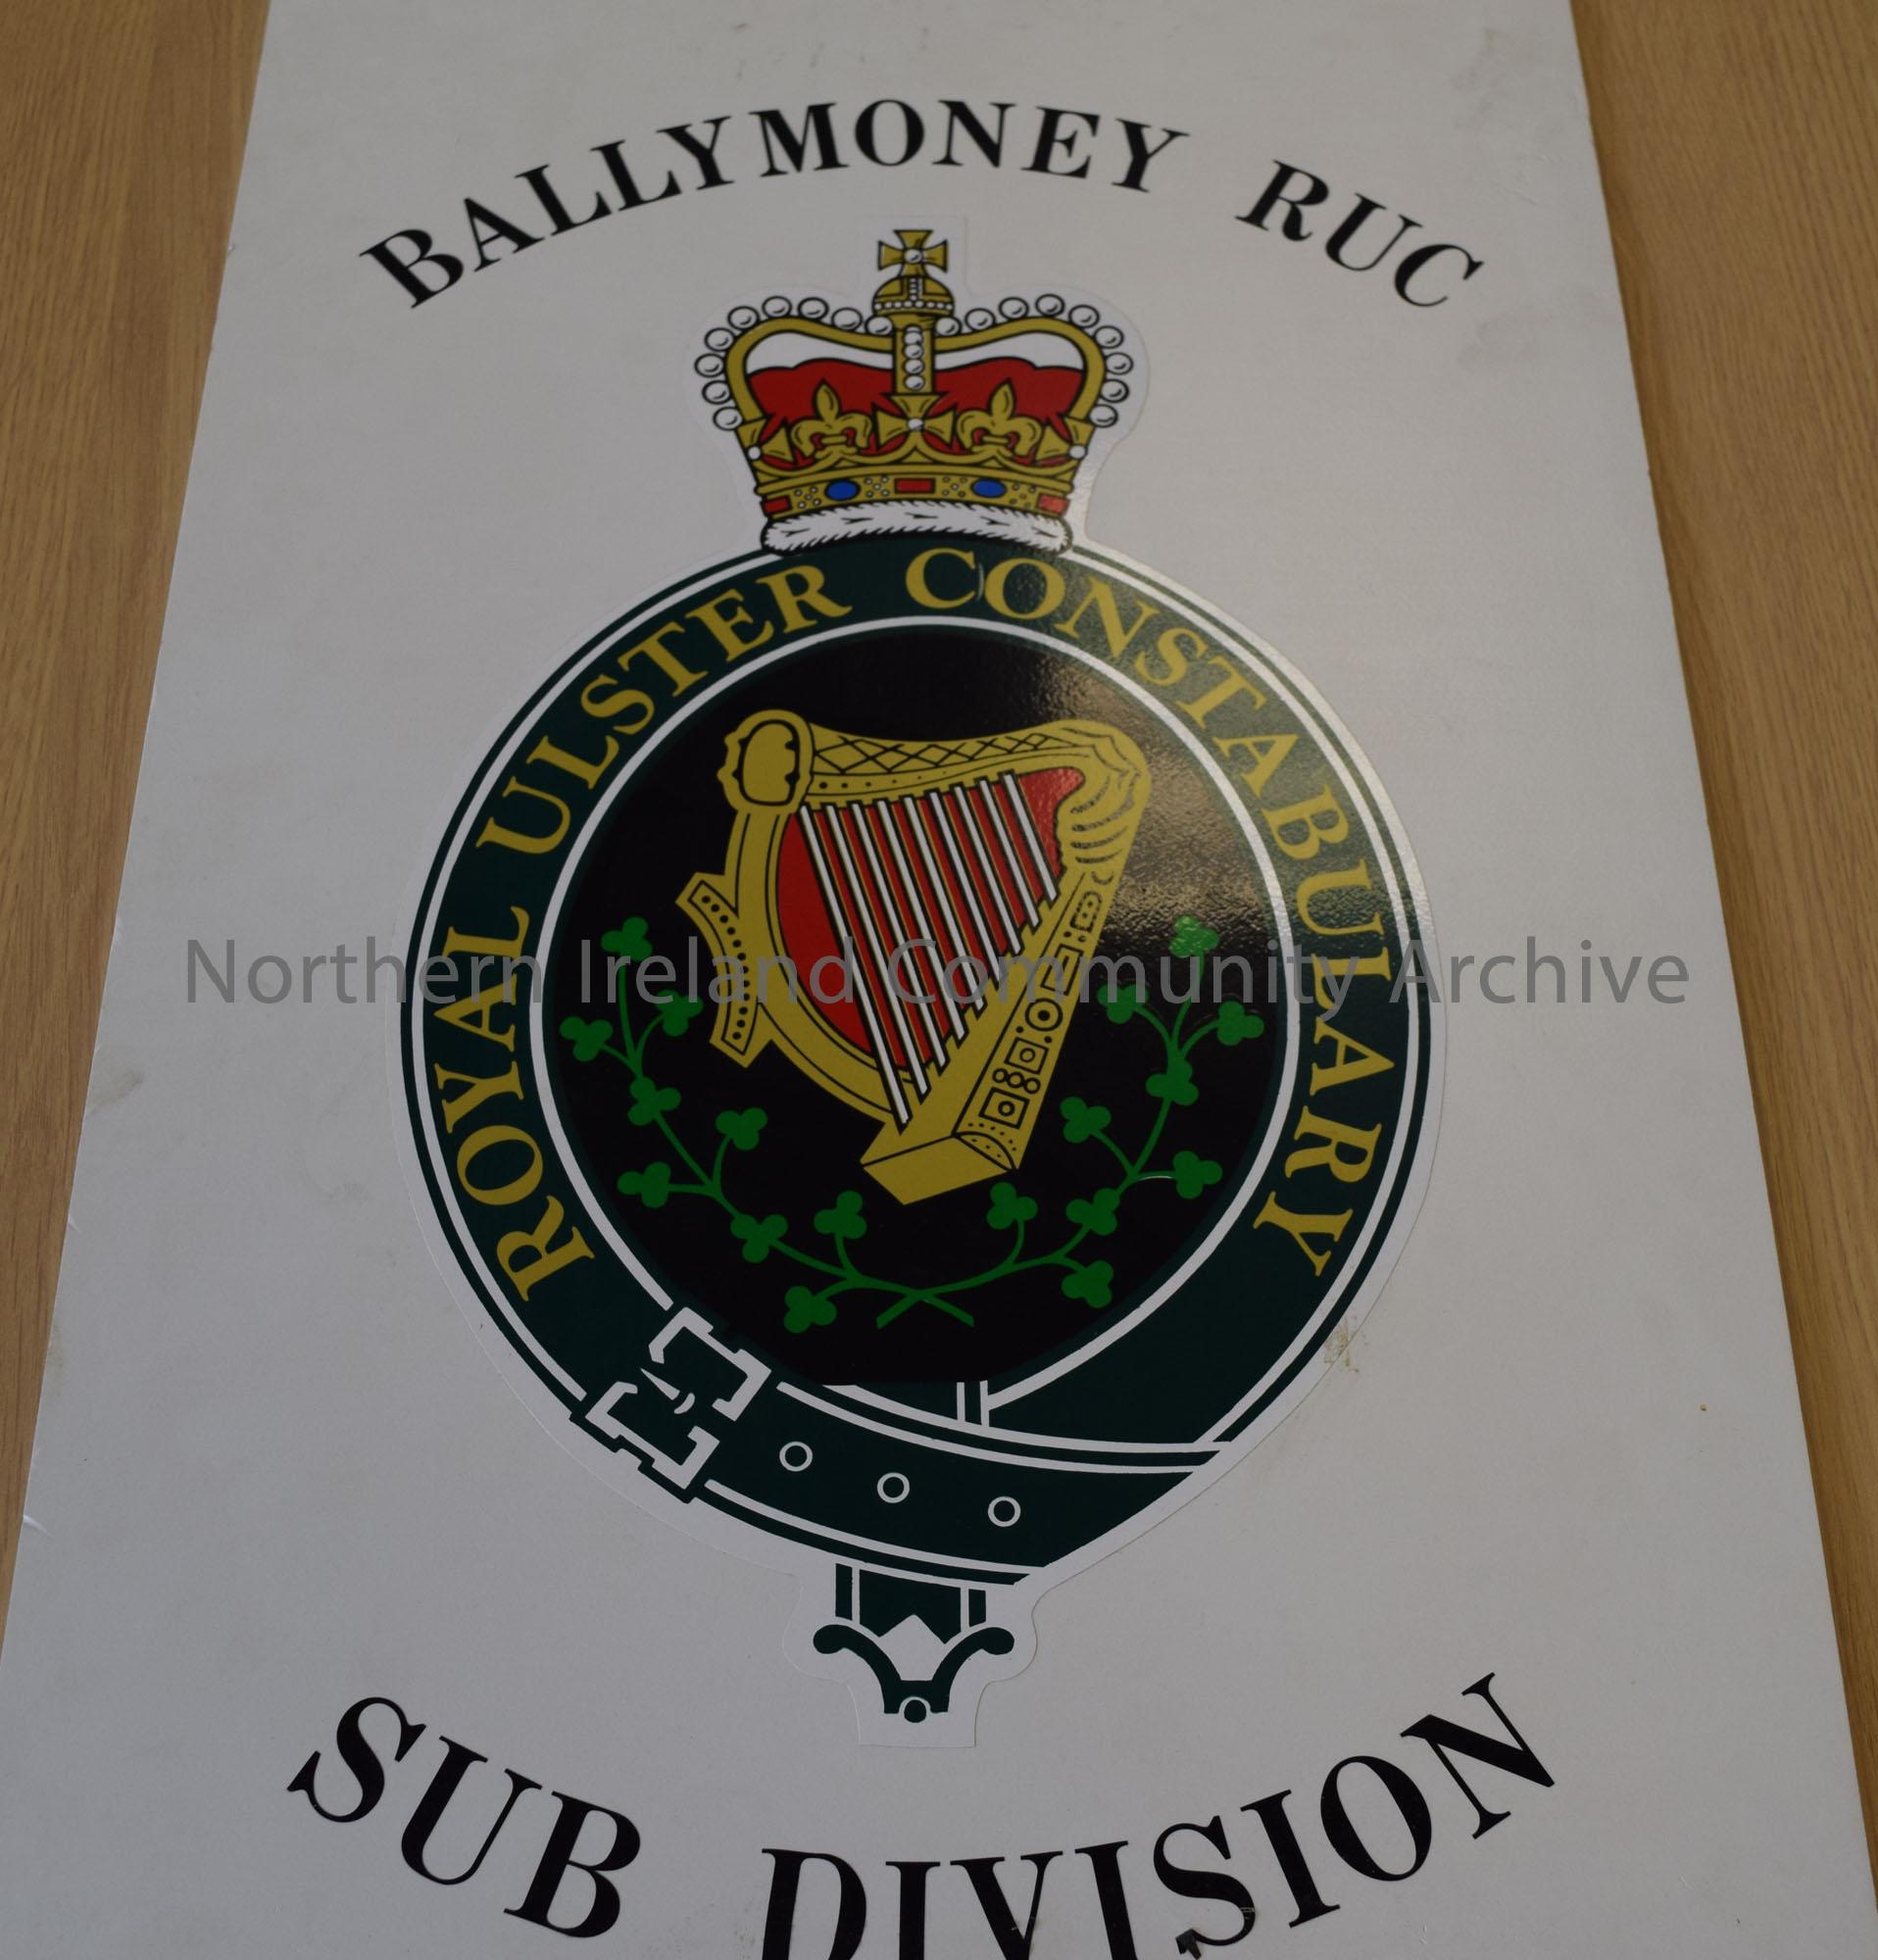 BALLYMONEY RUC
ROYAL ULSTER CONSTABULARY
Northern Ireland Community Archive
SUB DIVISION